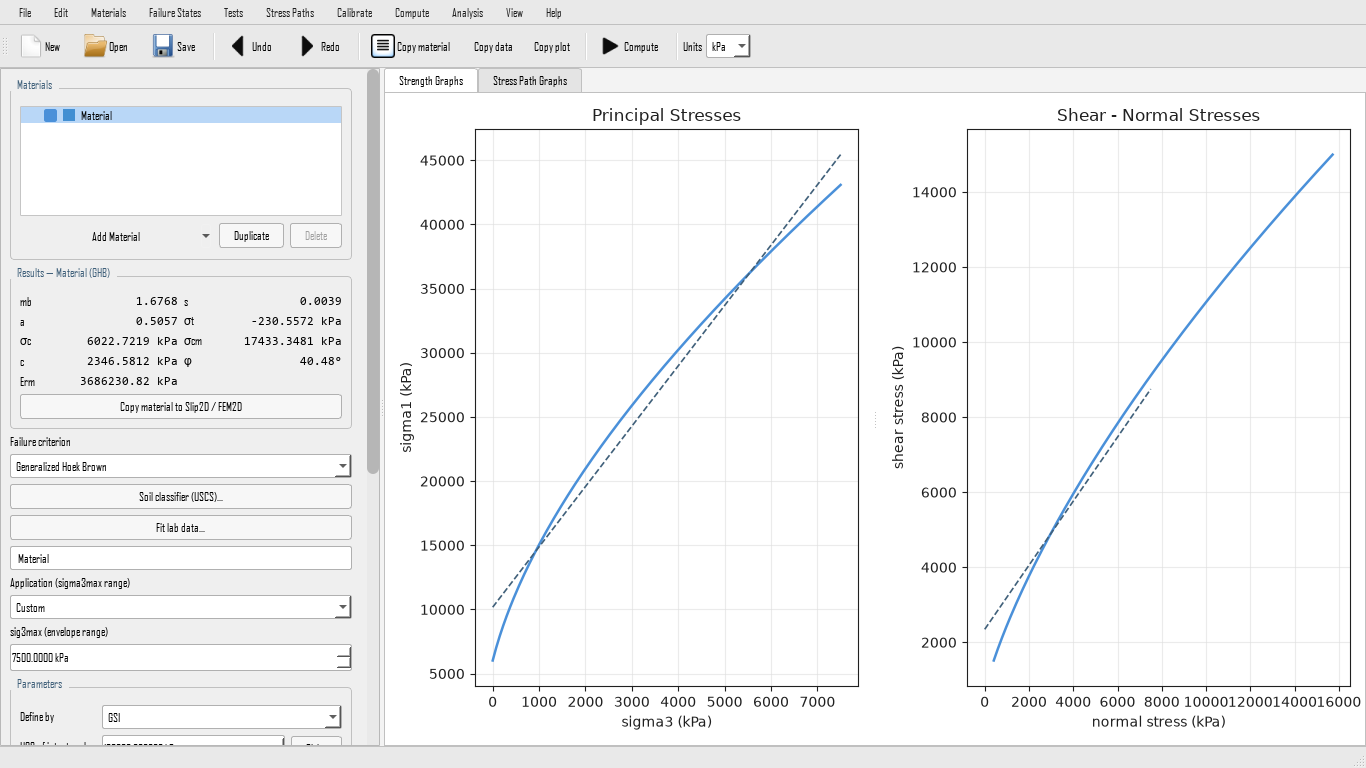 File Edit Materials Failure States Tests Stress Paths Calibrate Compute Analysis View Help
New Open Save Undo Redo Copy material Copy data Copy plot Compute Units kPa
Materials
Material
Add Material Duplicate Delete
Results — Material (GHB)
mb 1.6768 s 0.0039
a 0.5057 σt -230.5572 kPa
σc 6022.7219 kPa σcm 17433.3481 kPa
c 2346.5812 kPa φ 40.48°
Erm 3686230.82 kPa
Copy material to Slip2D / FEM2D
Failure criterion
Generalized Hoek Brown
Soil classifier (USCS)...
Fit lab data...
Material
Application (sigma3max range)
Custom
sig3max (envelope range)
7500.0000 kPa
Parameters
Define by GSI
Strength Graphs Stress Path Graphs
Principal Stresses
45000
40000
35000
30000
25000
20000
15000
10000
5000
sigma1 (kPa)
0 1000 2000 3000 4000 5000 6000 7000
sigma3 (kPa)
Shear - Normal Stresses
14000
12000
10000
8000
6000
4000
2000
shear stress (kPa)
0 2000 4000 6000 8000 10000 12000 14000 16000
normal stress (kPa)